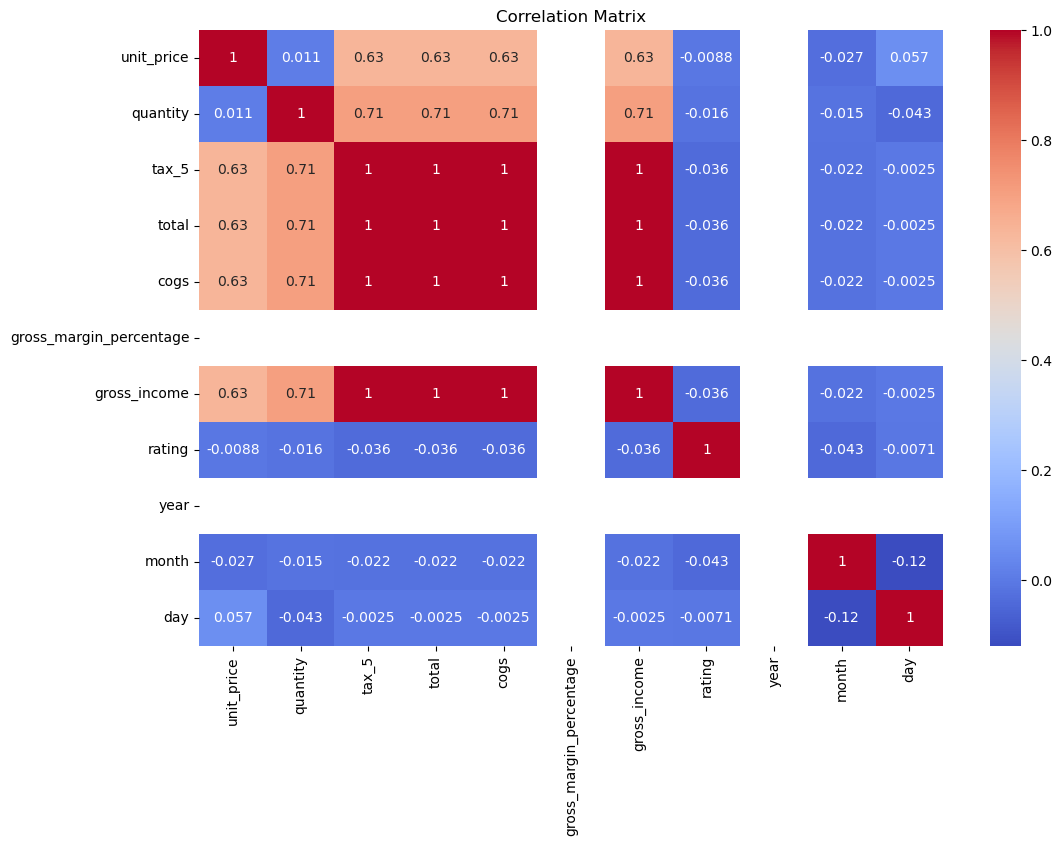 Correlation Matrix
unit_price 1 0.011 0.63 0.63 0.63 0.63 -0.0088 -0.027 0.057
quantity 0.011 1 0.71 0.71 0.71 0.71 -0.016 -0.015 -0.043
tax_5 0.63 0.71 1 1 1 1 -0.036 -0.022 -0.0025
total 0.63 0.71 1 1 1 1 -0.036 -0.022 -0.0025
cogs 0.63 0.71 1 1 1 1 -0.036 -0.022 -0.0025
gross_margin_percentage
gross_income 0.63 0.71 1 1 1 1 -0.036 -0.022 -0.0025
rating -0.0088 -0.016 -0.036 -0.036 -0.036 -0.036 1 -0.043 -0.0071
year
month -0.027 -0.015 -0.022 -0.022 -0.022 -0.022 -0.043 1 -0.12
day 0.057 -0.043 -0.0025 -0.0025 -0.0025 -0.0025 -0.0071 -0.12 1
unit_price quantity tax_5 total cogs gross_margin_percentage gross_income rating year month day
1.0
0.8
0.6
0.4
0.2
0.0